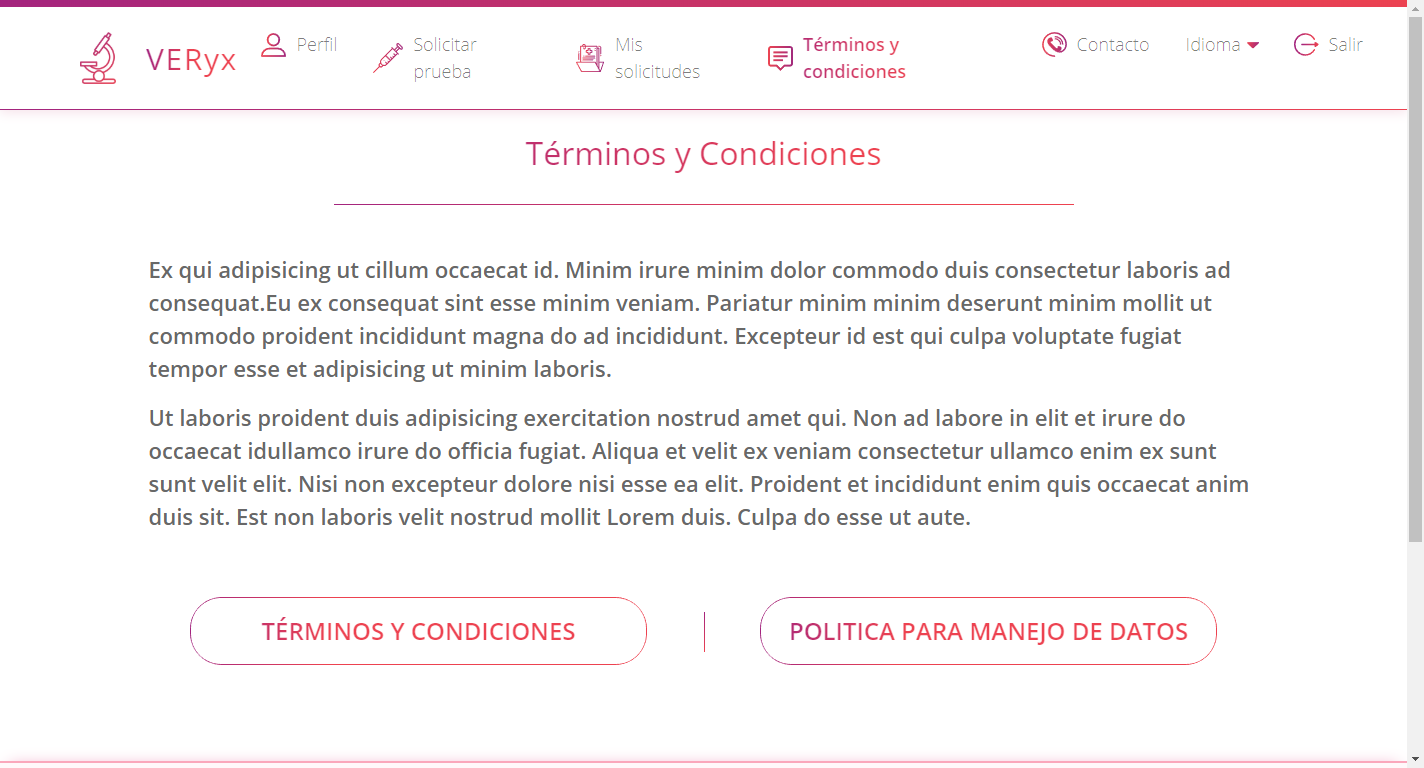 VERyx
Perfil
Solicitar
prueba
Mis
solicitudes
Términos y
condiciones
Contacto
Idioma
Salir
Términos y Condiciones
Ex qui adipisicing ut cillum occaecat id. Minim irure minim dolor commodo duis consectetur laboris ad
consequat.Eu ex consequat sint esse minim veniam. Pariatur minim minim deserunt minim mollit ut
commodo proident incididunt magna do ad incididunt. Excepteur id est qui culpa voluptate fugiat
tempor esse et adipisicing ut minim laboris.
Ut laboris proident duis adipisicing exercitation nostrud amet qui. Non ad labore in elit et irure do
occaecat idullamco irure do officia fugiat. Aliqua et velit ex veniam consectetur ullamco enim ex sunt
sunt velit elit. Nisi non excepteur dolore nisi esse ea elit. Proident et incididunt enim quis occaecat anim
duis sit. Est non laboris velit nostrud mollit Lorem duis. Culpa do esse ut aute.
TÉRMINOS Y CONDICIONES
POLITICA PARA MANEJO DE DATOS